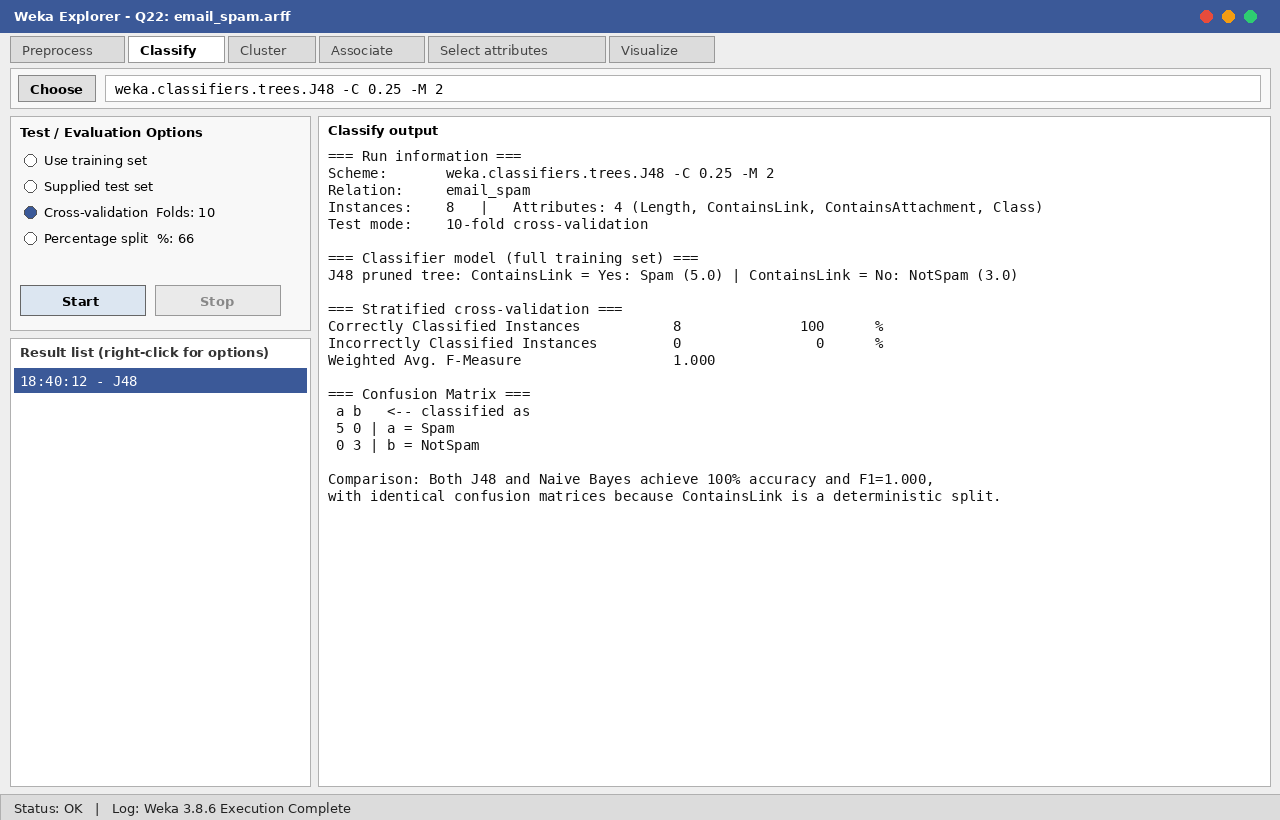 Weka Explorer - Q22: email_spam.arff
Preprocess Classify Cluster Associate Select attributes Visualize
Choose weka.classifiers.trees.J48 -C 0.25 -M 2
Test / Evaluation Options
Use training set
Supplied test set
Cross-validation  Folds: 10
Percentage split  %: 66
Start Stop
Result list (right-click for options)
18:40:12 - J48
Classify output
=== Run information ===
Scheme:       weka.classifiers.trees.J48 -C 0.25 -M 2
Relation:     email_spam
Instances:    8   |   Attributes: 4 (Length, ContainsLink, ContainsAttachment, Class)
Test mode:    10-fold cross-validation
=== Classifier model (full training set) ===
J48 pruned tree: ContainsLink = Yes: Spam (5.0) | ContainsLink = No: NotSpam (3.0)
=== Stratified cross-validation ===
Correctly Classified Instances           8              100      %
Incorrectly Classified Instances         0                0      %
Weighted Avg. F-Measure                  1.000
=== Confusion Matrix ===
 a b   <-- classified as
 5 0 | a = Spam
 0 3 | b = NotSpam
Comparison: Both J48 and Naive Bayes achieve 100% accuracy and F1=1.000,
with identical confusion matrices because ContainsLink is a deterministic split.
Status: OK   |   Log: Weka 3.8.6 Execution Complete